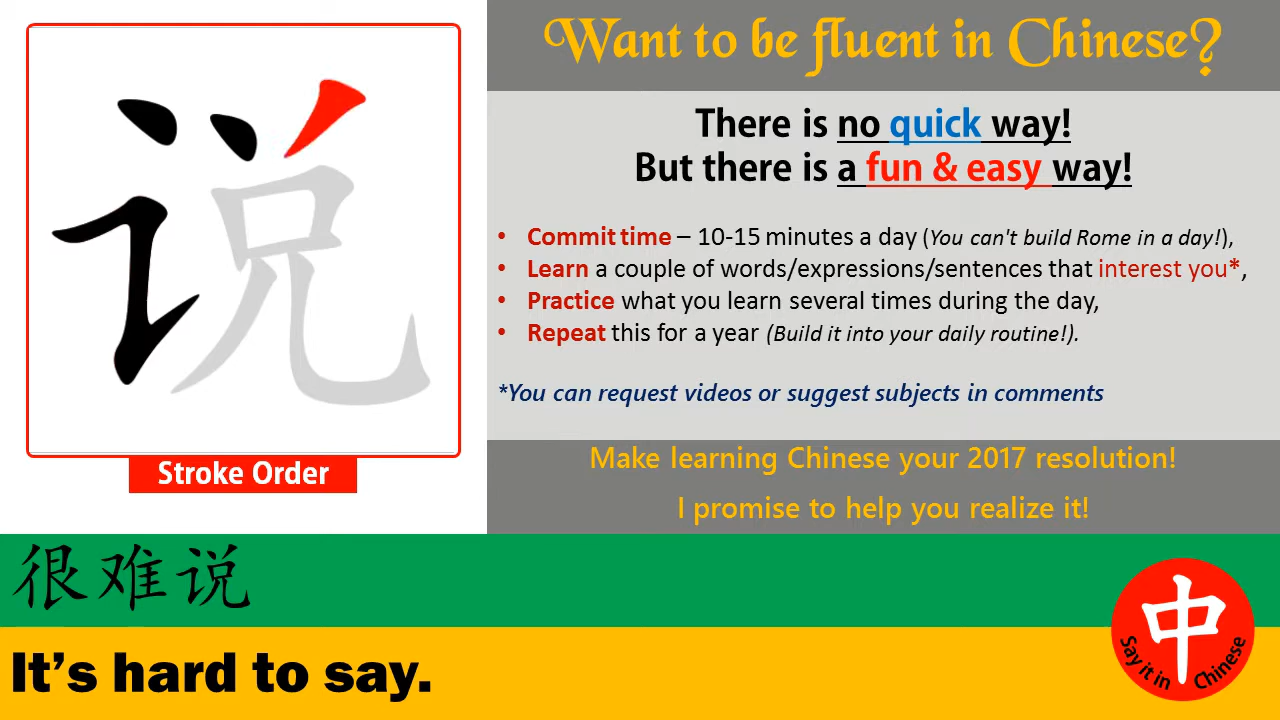 说
Stroke Order
Want to be fluent in Chinese?
There is no quick way!
But there is a fun & easy way!
• Commit time – 10-15 minutes a day (You can't build Rome in a day!),
• Learn a couple of words/expressions/sentences that interest you*,
• Practice what you learn several times during the day,
• Repeat this for a year (Build it into your daily routine!).
*You can request videos or suggest subjects in comments
Make learning Chinese your 2017 resolution!
I promise to help you realize it!
很难说
It's hard to say.
中
Say it in Chinese